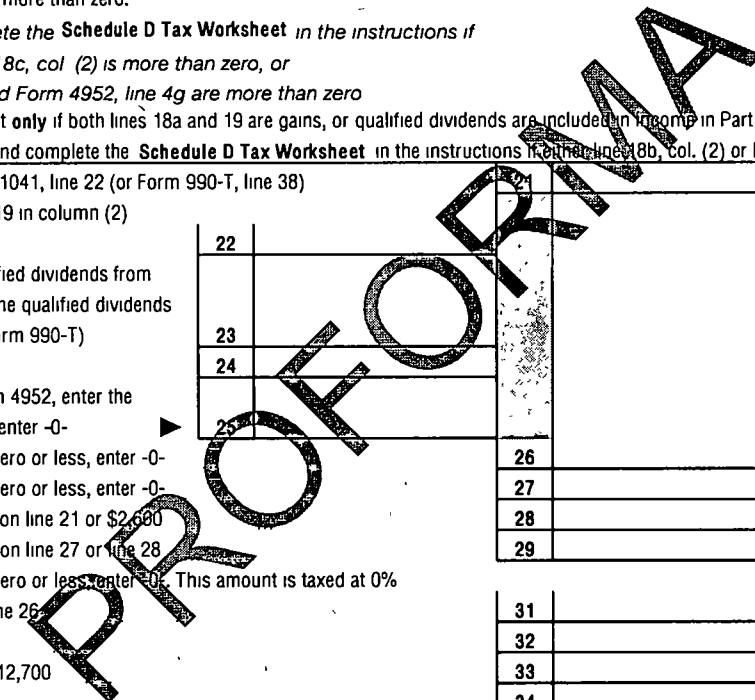 more than zero.
ete the Schedule D Tax Worksheet in the instructions if
8c, col (2) is more than zero, or
d Form 4952, line 4g are more than zero
t only if both lines 18a and 19 are gains, or qualified dividends are included in income in Part
nd complete the Schedule D Tax Worksheet in the instructions if either line 18b, col. (2) or
1041, line 22 (or Form 990-T, line 38)
21
9 in column (2)
22
fied dividends from
ne qualified dividends
rm 990-T)
23
24
n 4952, enter the
enter -0-
25
ero or less, enter -0-
26
ero or less, enter -0-
27
on line 21 or $2,600
28
on line 27 or line 28
29
ero or less, enter -0-. This amount is taxed at 0%
ne 26
31
32
12,700
33
34
PROFORMA